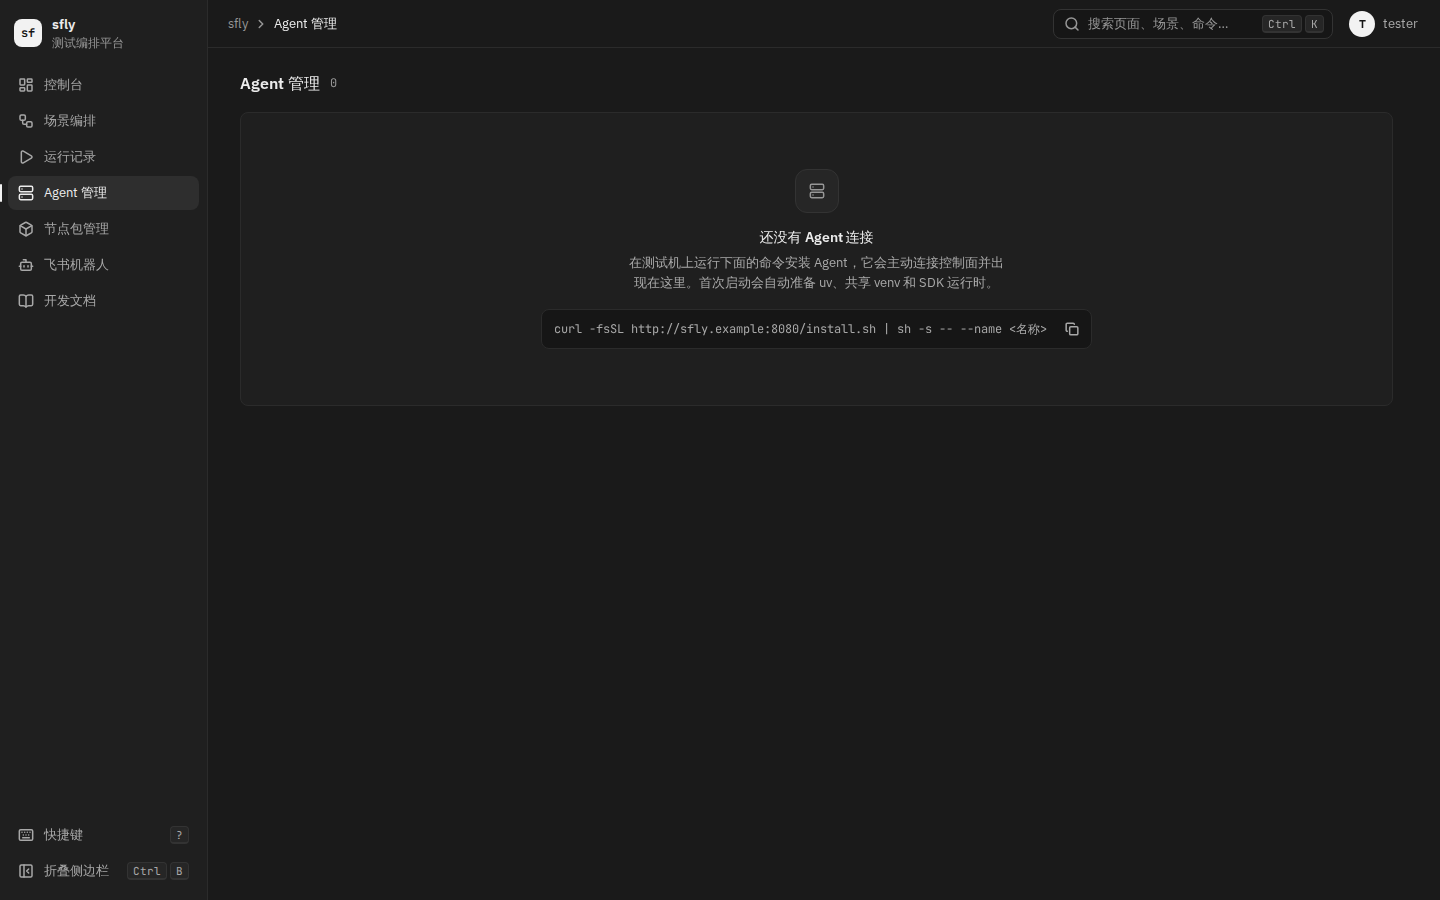 sf
sfly
测试编排平台
控制台
场景编排
运行记录
Agent 管理
节点包管理
飞书机器人
开发文档
快捷键 ?
折叠侧边栏 Ctrl B
sfly > Agent 管理
搜索页面、场景、命令... Ctrl K
T tester
Agent 管理 0
还没有 Agent 连接
在测试机上运行下面的命令安装 Agent，它会主动连接控制面并出
现在这里。首次启动会自动准备 uv、共享 venv 和 SDK 运行时。
curl -fsSL http://sfly.example:8080/install.sh | sh -s -- --name <名称>